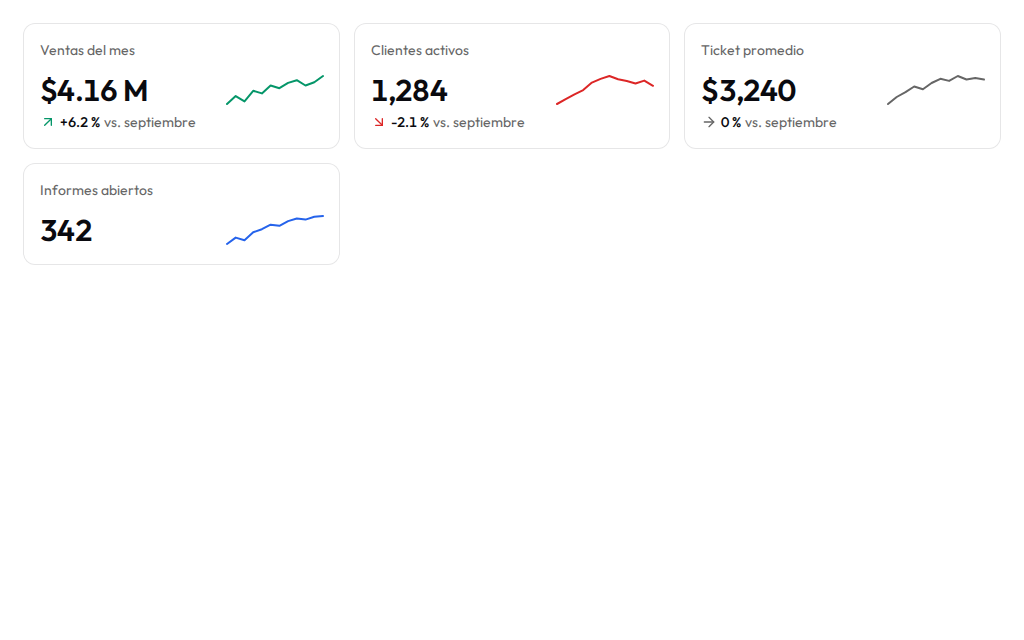 Ventas del mes
$4.16 M
+6.2 % vs. septiembre
Clientes activos
1,284
-2.1 % vs. septiembre
Ticket promedio
$3,240
0 % vs. septiembre
Informes abiertos
342